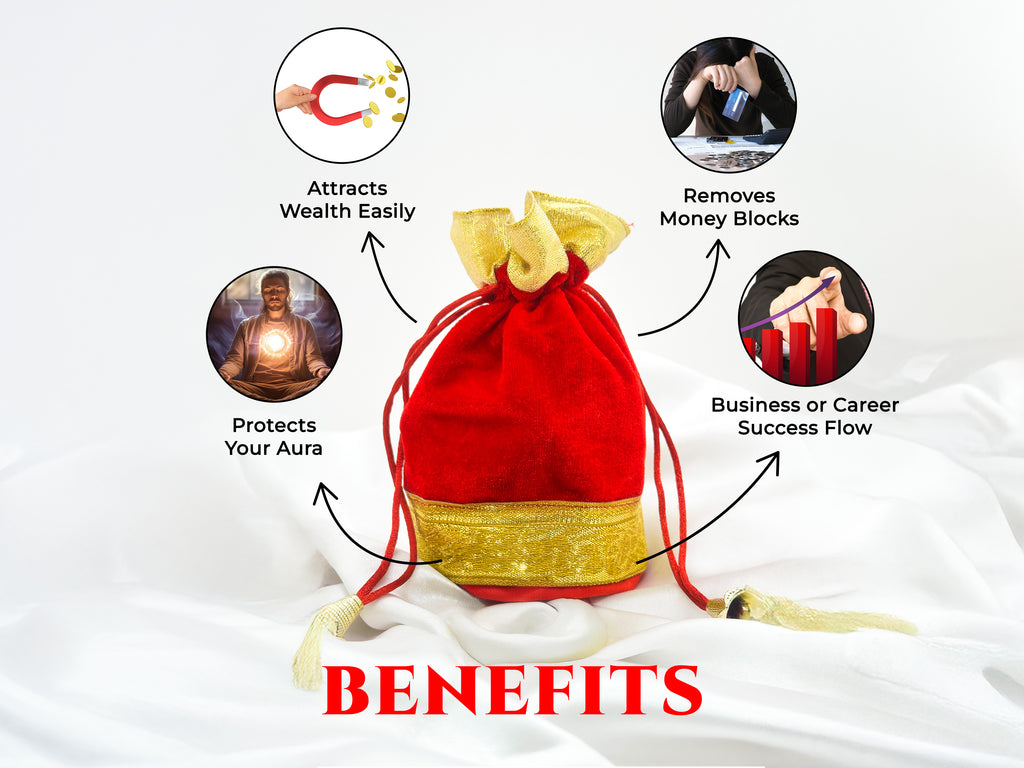 Attracts
Wealth Easily
Removes
Money Blocks
Protects
Your Aura
Business or Career
Success Flow
BENEFITS